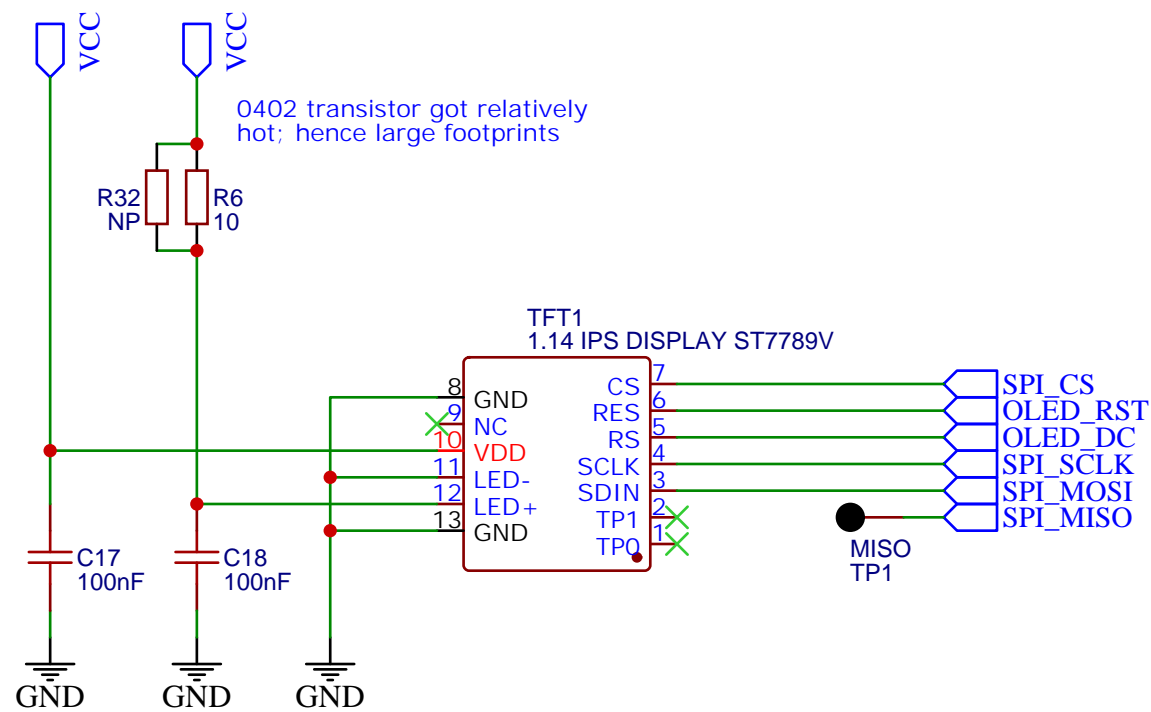 VCC
VCC
0402 transistor got relatively
hot; hence large footprints
R32
NP
R6
10
TFT1
1.14 IPS DISPLAY ST7789V
8
GND
9
NC
10
VDD
11
LED-
12
LED+
13
GND
7
CS
6
RES
5
RS
4
SCLK
3
SDIN
2
TP1
1
TP0
SPI_CS
OLED_RST
OLED_DC
SPI_SCLK
SPI_MOSI
SPI_MISO
MISO
TP1
C17
100nF
C18
100nF
GND
GND
GND